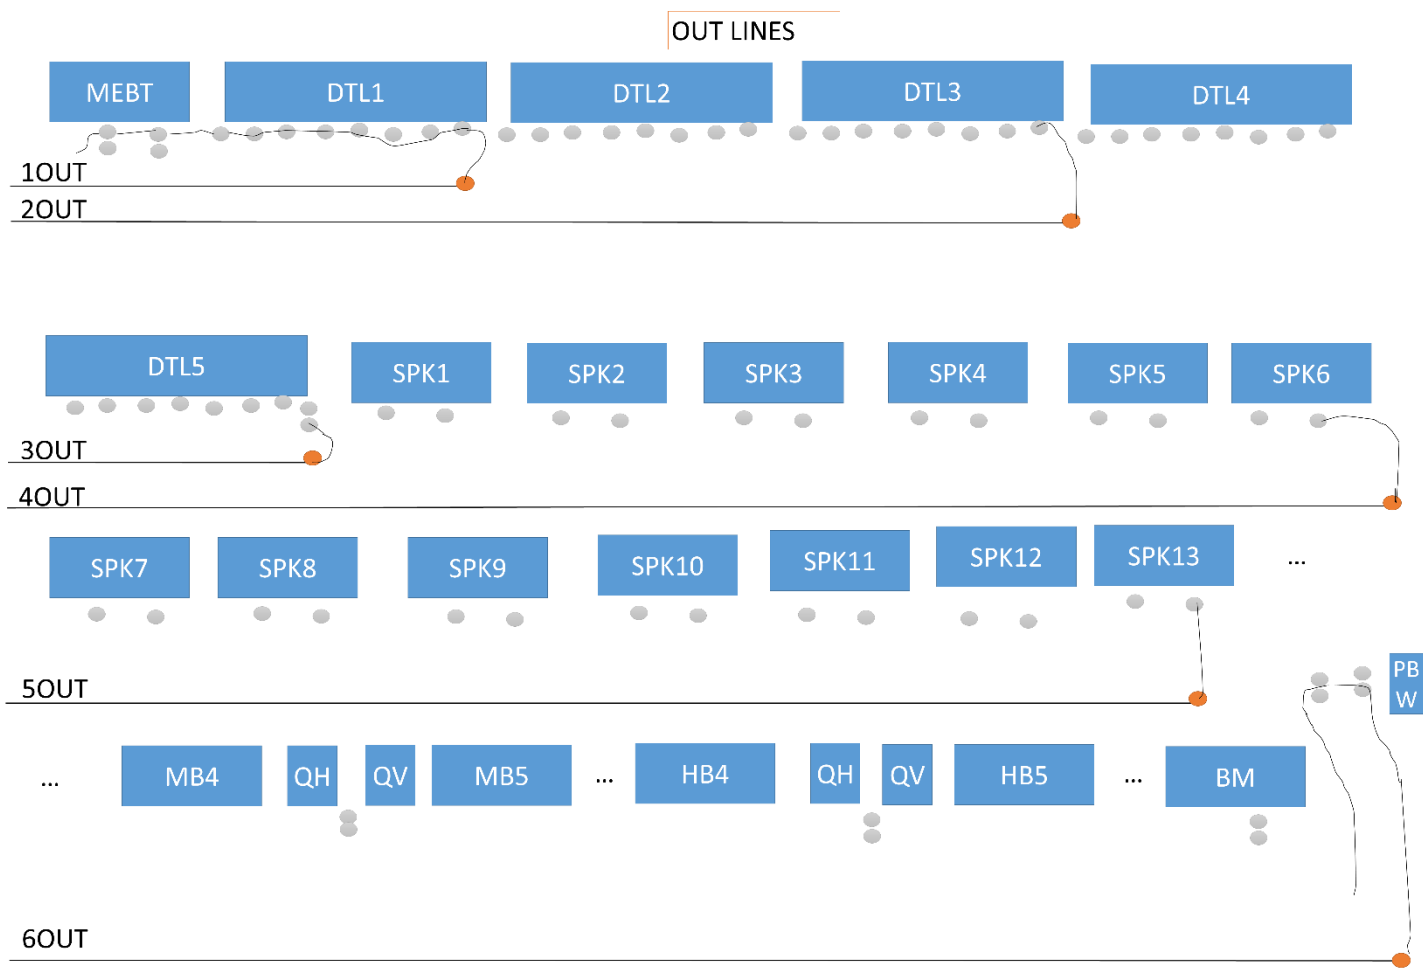 OUT LINES
MEBT DTL1 DTL2 DTL3 DTL4
1OUT
2OUT
DTL5 SPK1 SPK2 SPK3 SPK4 SPK5 SPK6
3OUT
4OUT
SPK7 SPK8 SPK9 SPK10 SPK11 SPK12 SPK13 ...
5OUT
PB
W
... MB4 QH QV MB5 ... HB4 QH QV HB5 ... BM
6OUT